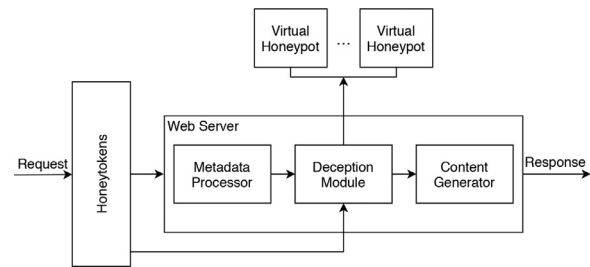 Virtual
Honeypot
...
Virtual
Honeypot
Request
Honeytokens
Web Server
Metadata
Processor
Deception
Module
Content
Generator
Response